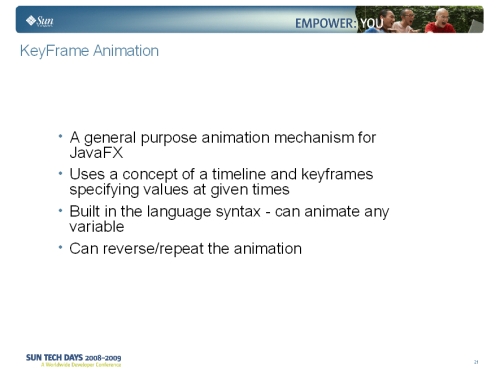 Sun
EMPOWER: YOU
KeyFrame Animation
• A general purpose animation mechanism for
JavaFX
• Uses a concept of a timeline and keyframes
specifying values at given times
• Built in the language syntax - can animate any
variable
• Can reverse/repeat the animation
SUN TECH DAYS 2008-2009
A Worldwide Developer Conference